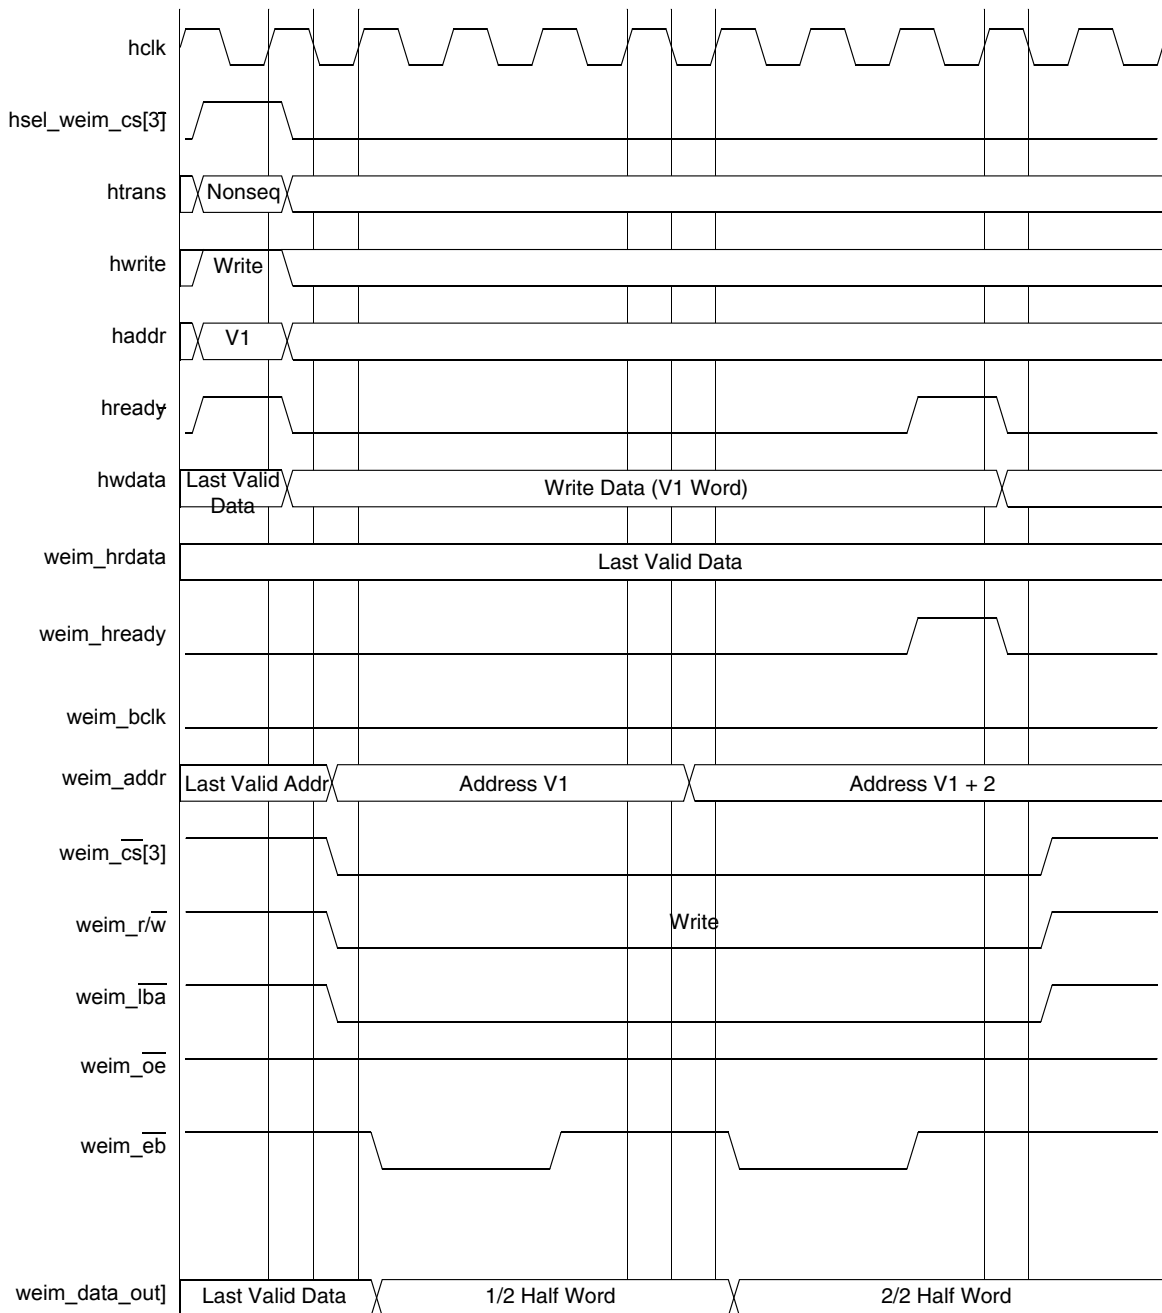 hclk
hsel_weim_cs[3]
htrans Nonseq
hwrite Write
haddr V1
hready
hwdata Last Valid Data Write Data (V1 Word)
weim_hrdata Last Valid Data
weim_hready
weim_bclk
weim_addr Last Valid Addr Address V1 Address V1 + 2
weim_cs[3]
weim_r/w Write
weim_lba
weim_oe
weim_eb
weim_data_out] Last Valid Data 1/2 Half Word 2/2 Half Word